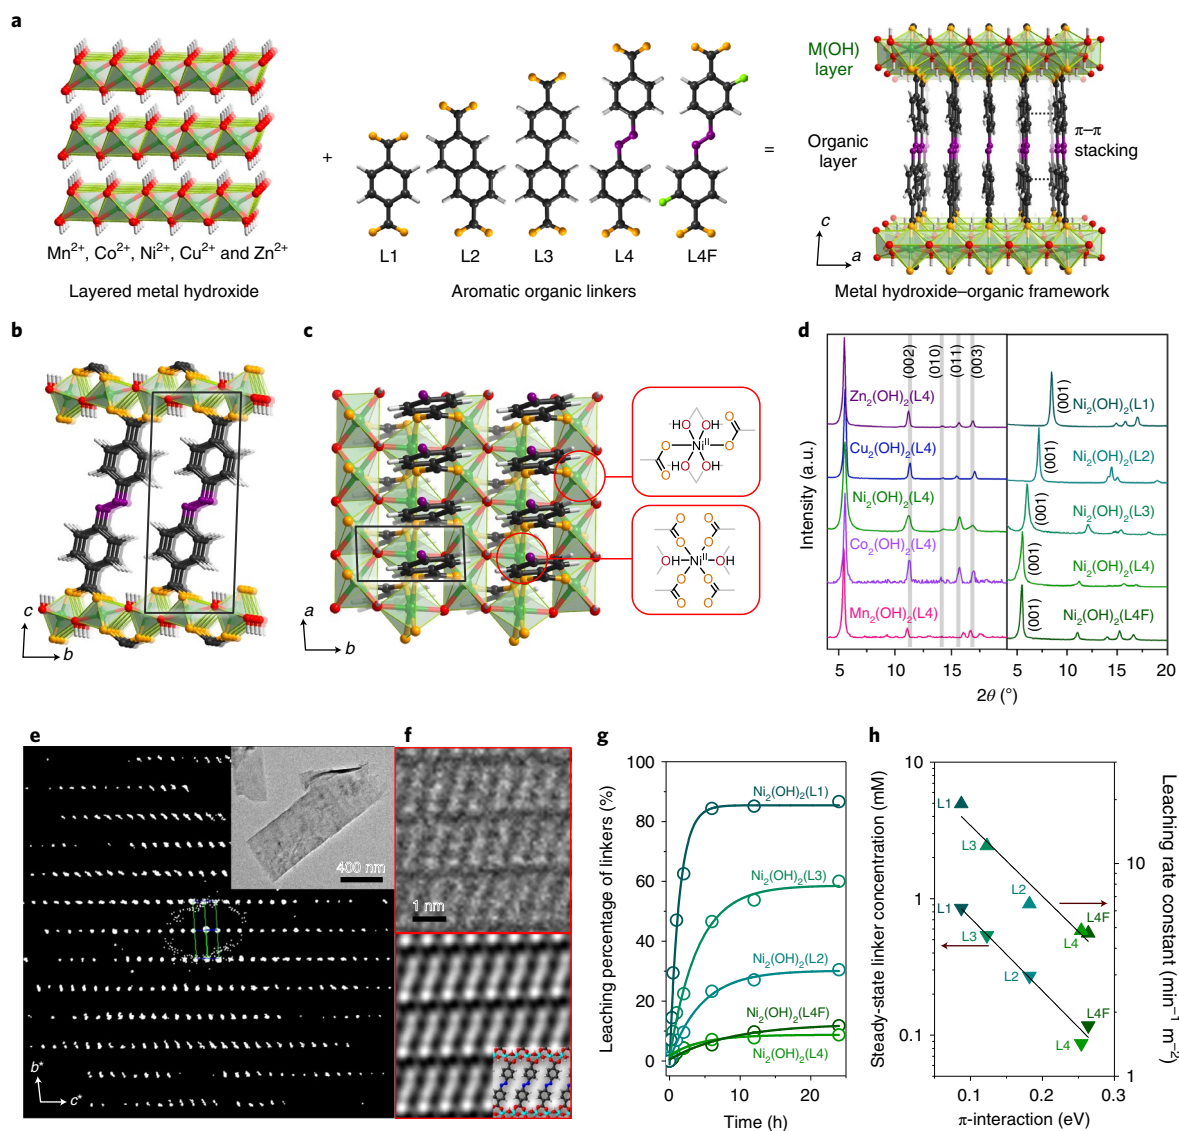 a
M(OH)
layer
Organic
layer
π–π
stacking
+
=
c
a
Mn²⁺, Co²⁺, Ni²⁺, Cu²⁺ and Zn²⁺
L1
L2
L3
L4
L4F
Layered metal hydroxide
Aromatic organic linkers
Metal hydroxide–organic framework
b
c
b
c
a
b
OH HO
O
Ni^II
O
O
O
OH HO
O O
O O
Ni^II
OH
OH
O O
O O
d
Intensity (a.u.)
(002)
(010)
(011)
(003)
Zn₂(OH)₂(L4)
Cu₂(OH)₂(L4)
Ni₂(OH)₂(L4)
Co₂(OH)₂(L4)
Mn₂(OH)₂(L4)
(001)
Ni₂(OH)₂(L1)
(001)
Ni₂(OH)₂(L2)
(001)
Ni₂(OH)₂(L3)
(001)
Ni₂(OH)₂(L4)
(001)
Ni₂(OH)₂(L4F)
5 10 15 5 10 15 20
2θ (°)
e
400 nm
b*
c*
f
1 nm
g
Leaching percentage of linkers (%)
100
80
60
40
20
0
Ni₂(OH)₂(L1)
Ni₂(OH)₂(L3)
Ni₂(OH)₂(L2)
Ni₂(OH)₂(L4F)
Ni₂(OH)₂(L4)
0 10 20
Time (h)
h
Steady-state linker concentration (mM)
10
1
0.1
L1
L3
L2
L4F
L4
L1
L3
L2
L4F
L4
10
1
Leaching rate constant (min⁻¹ m⁻²)
0.1 0.2 0.3
π-interaction (eV)